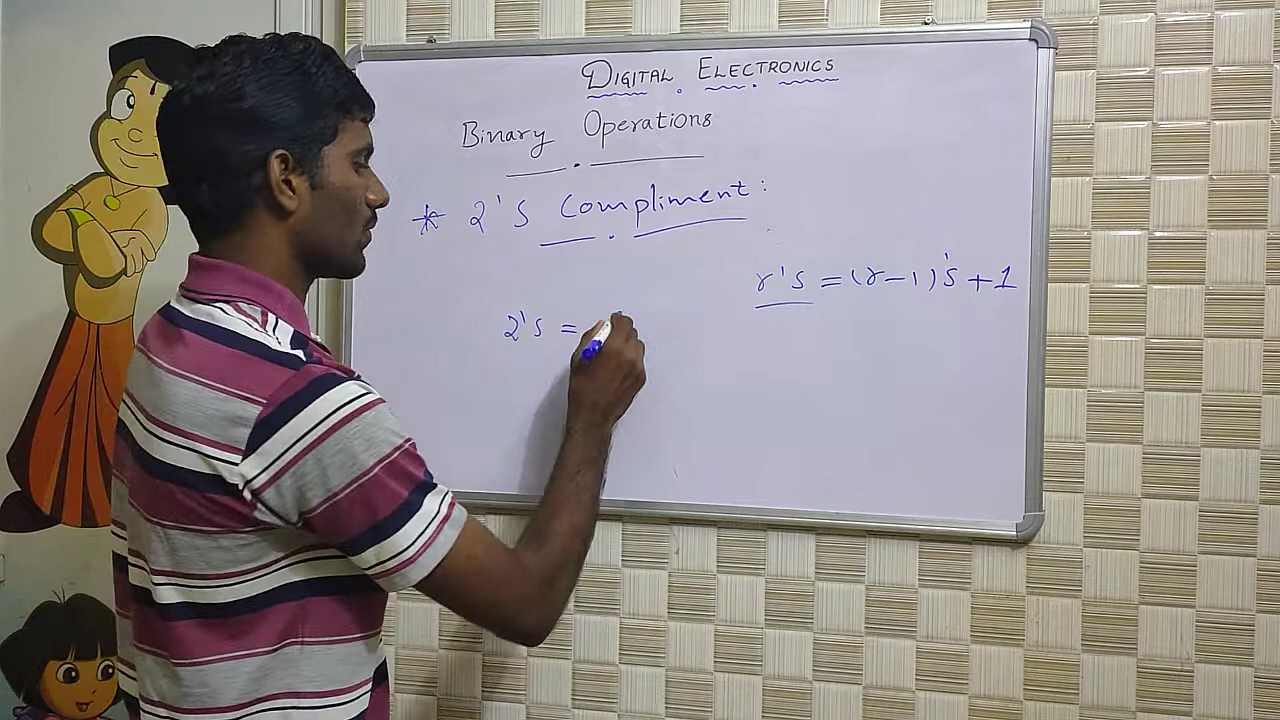 DIGITAL ELECTRONICS
Binary Operations
* 2's Compliment:
r's = (r-1)'s + 1
2's =